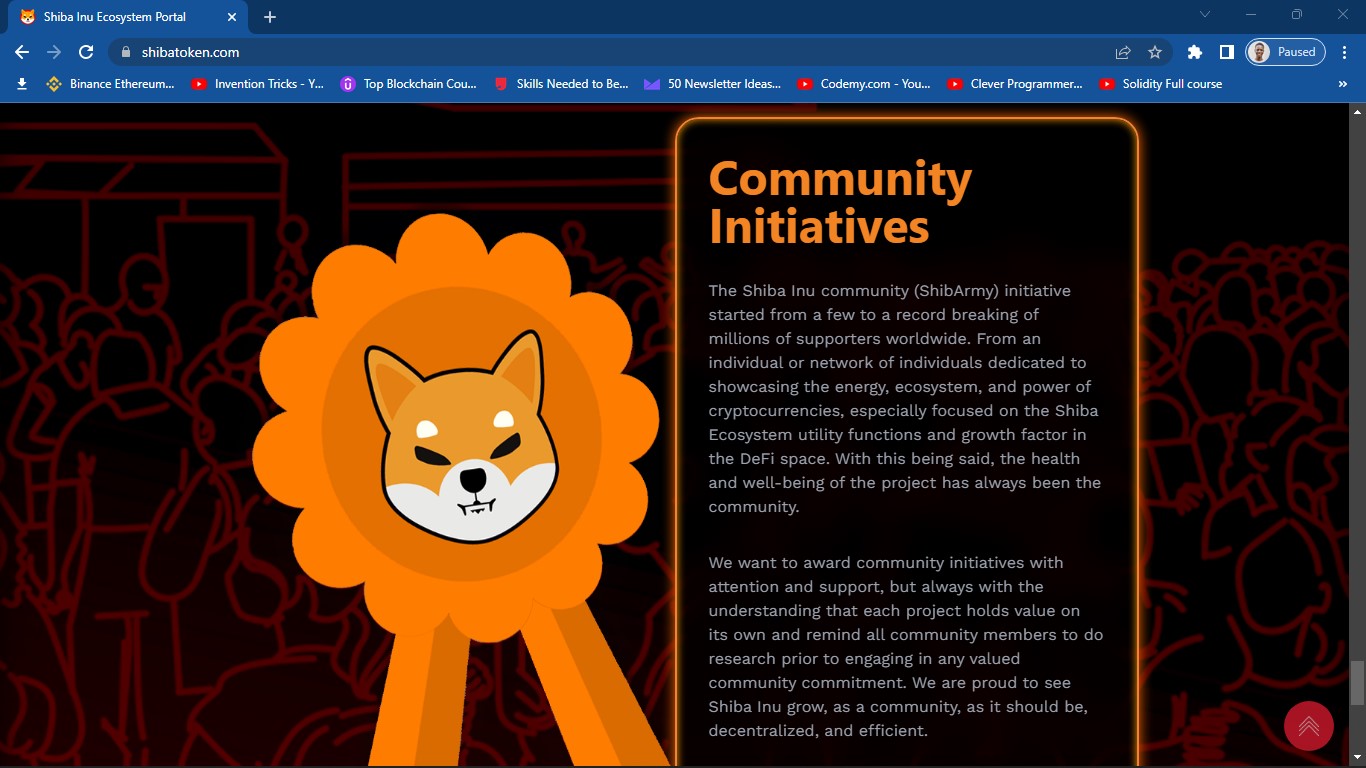 Shiba Inu Ecosystem Portal
shibatoken.com
Paused
Binance Ethereum...
Invention Tricks - Y...
Top Blockchain Cou...
Skills Needed to Be...
50 Newsletter Ideas...
Codemy.com - You...
Clever Programmer...
Solidity Full course
»
Community
Initiatives
The Shiba Inu community (ShibArmy) initiative
started from a few to a record breaking of
millions of supporters worldwide. From an
individual or network of individuals dedicated to
showcasing the energy, ecosystem, and power of
cryptocurrencies, especially focused on the Shiba
Ecosystem utility functions and growth factor in
the DeFi space. With this being said, the health
and well-being of the project has always been the
community.
We want to award community initiatives with
attention and support, but always with the
understanding that each project holds value on
its own and remind all community members to do
research prior to engaging in any valued
community commitment. We are proud to see
Shiba Inu grow, as a community, as it should be,
decentralized, and efficient.